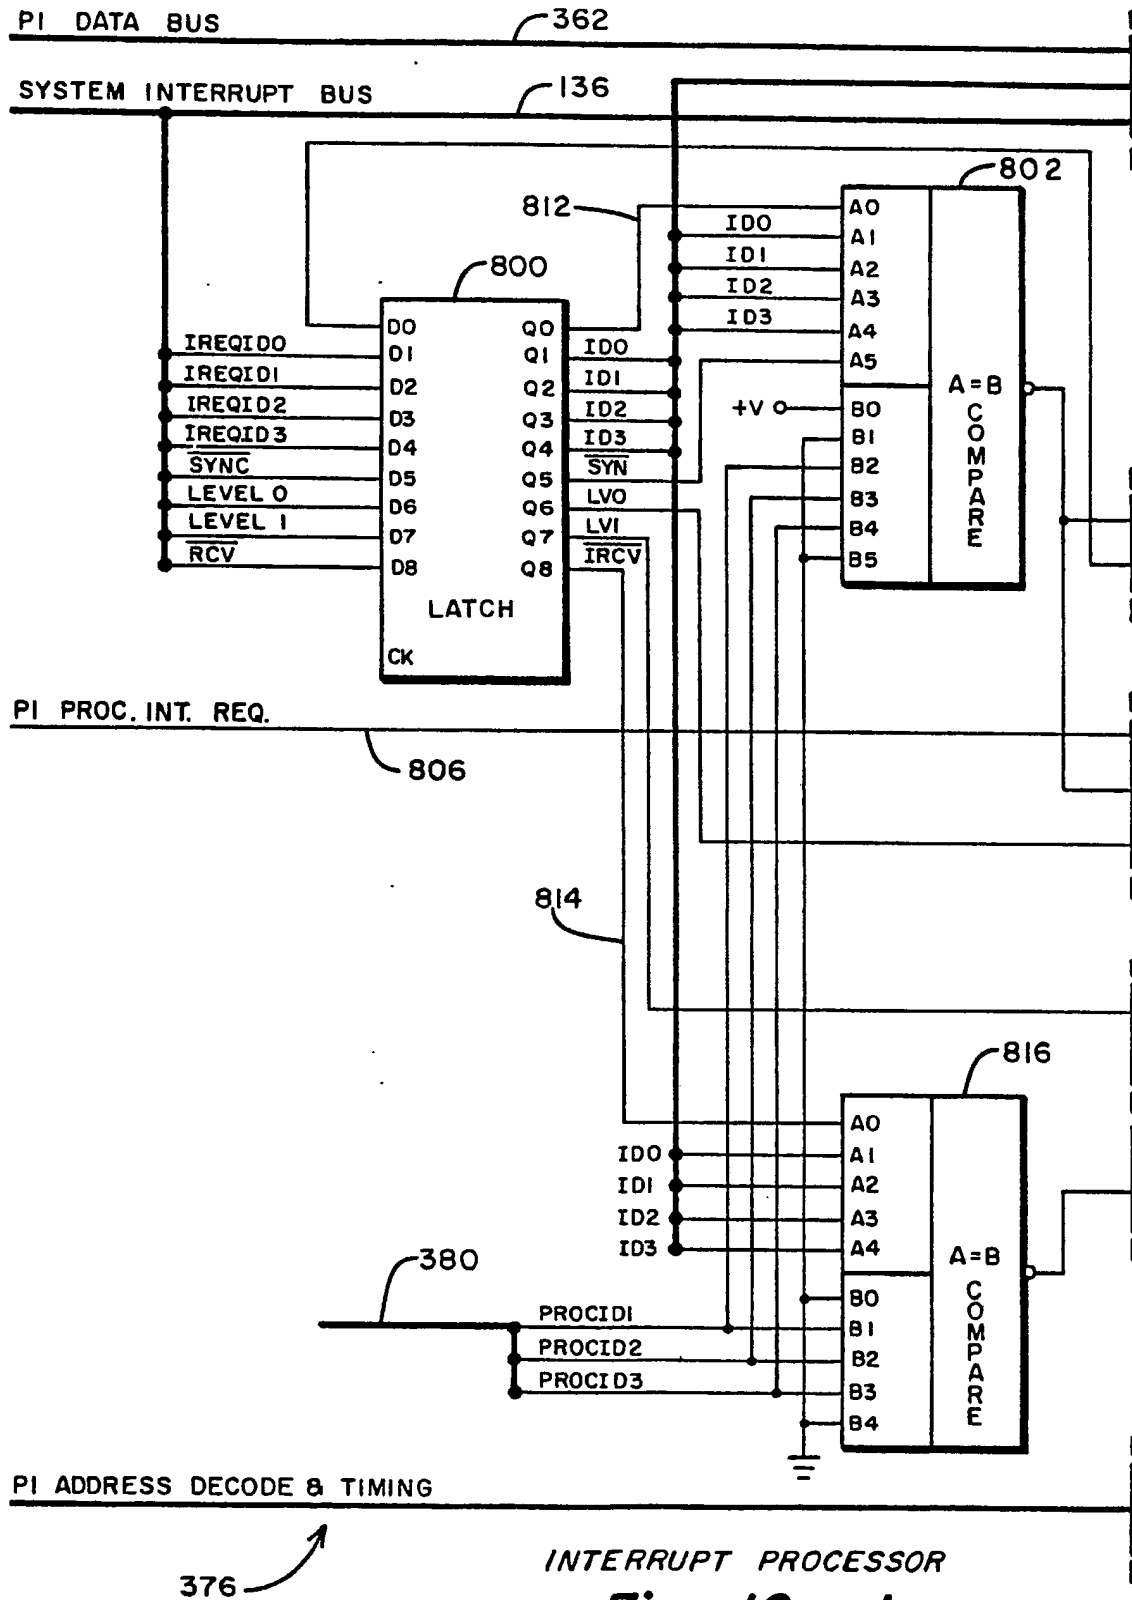 PI DATA BUS
362
SYSTEM INTERRUPT BUS
136
802
812
A0
ID0
A1
ID1
A2
ID2
A3
ID3
A4
A5
800
D0
Q0
IREQID0
D1
Q1
ID0
IREQID1
D2
Q2
ID1
IREQID2
D3
Q3
ID2
IREQID3
D4
Q4
ID3
SYNC
D5
Q5
SYN
LEVEL 0
D6
Q6
LV0
LEVEL 1
D7
Q7
LV1
RCV
D8
Q8
IRCV
LATCH
CK
A=B
COMPARE
+V
B0
B1
B2
B3
B4
B5
PI PROC. INT. REQ.
806
814
816
A0
ID0
A1
ID1
A2
ID2
A3
ID3
A4
A=B
COMPARE
380
B0
PROCID1
B1
PROCID2
B2
PROCID3
B3
B4
PI ADDRESS DECODE & TIMING
376
INTERRUPT PROCESSOR